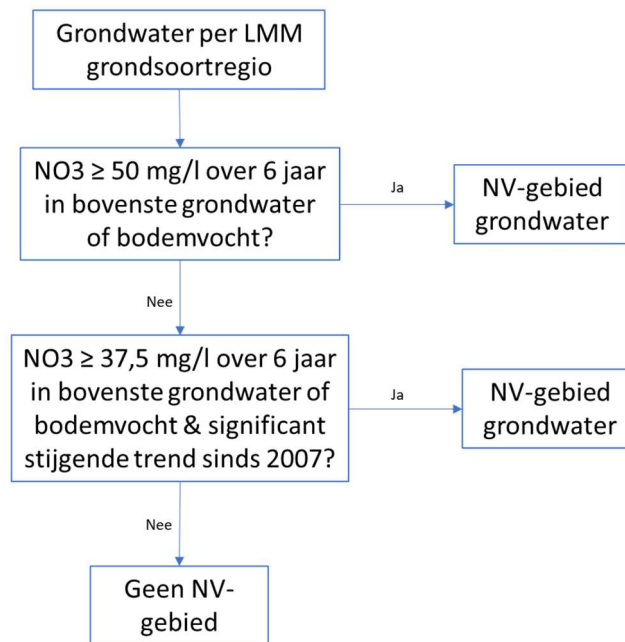 Grondwater per LMM
grondsoortregio
NO3 ≥ 50 mg/l over 6 jaar
in bovenste grondwater
of bodemvocht?
Ja
NV-gebied
grondwater
Nee
NO3 ≥ 37,5 mg/l over 6 jaar
in bovenste grondwater of
bodemvocht & significant
stijgende trend sinds 2007?
Ja
NV-gebied
grondwater
Nee
Geen NV-
gebied